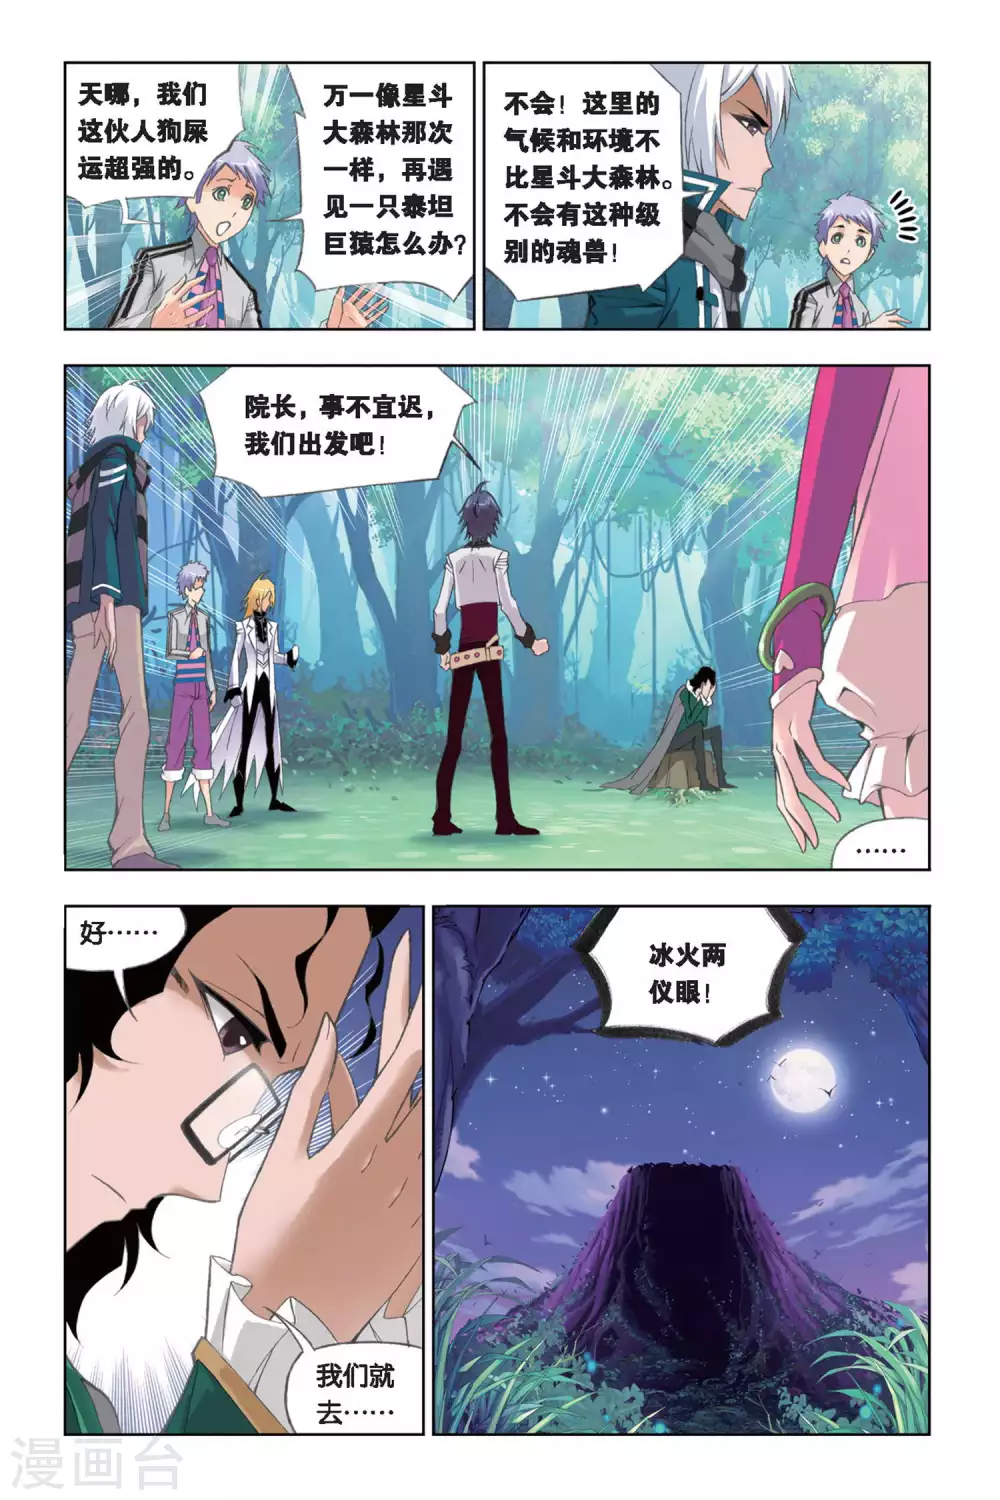 天哪，我们
这伙人狗屎
运超强的。
万一像星斗
大森林那次
一样，再遇
见一只泰坦
巨猿怎么办？
不会！这里的
气候和环境不
比星斗大森林。
不会有这种级
别的魂兽！
院长，事不宜迟，
我们出发吧！
……
好……
我们就
去……
冰火两
仪眼！
漫画台